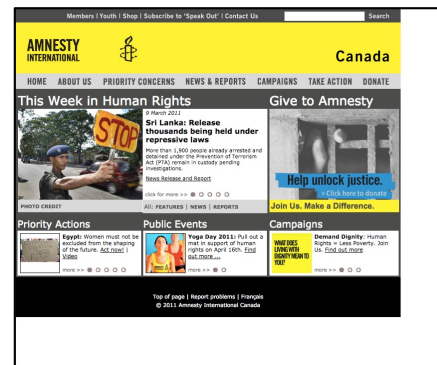 Members | Youth | Shop | Subscribe to 'Speak Out' | Contact Us
Search
AMNESTY
INTERNATIONAL
Canada
HOME ABOUT US PRIORITY CONCERNS NEWS & REPORTS CAMPAIGNS TAKE ACTION DONATE
This Week in Human Rights
STOP
9 March 2011
Sri Lanka: Release
thousands being held under
repressive laws
More than 1,900 people already arrested and
detained under the Prevention of Terrorism
Act (PTA) remain in custody pending
investigations.
News Release and Report
click for more >>
PHOTO CREDIT
All: FEATURES | NEWS | REPORTS
Give to Amnesty
Help unlock justice.
> Click here to donate
Join Us. Make a Difference.
Priority Actions
Egypt: Women must not be
excluded from the shaping
of the future. Act now! |
Video
more >>
Public Events
Yoga Day 2011: Pull out a
mat in support of human
rights on April 16th. Find
out more ...
more >>
Campaigns
WHAT DOES
LIVING WITH
DIGNITY MEAN TO
YOU?
Demand Dignity: Human
Rights = Less Poverty. Join
Us. Find out more
more >>
Top of page | Report problems | Français
© 2011 Amnesty International Canada